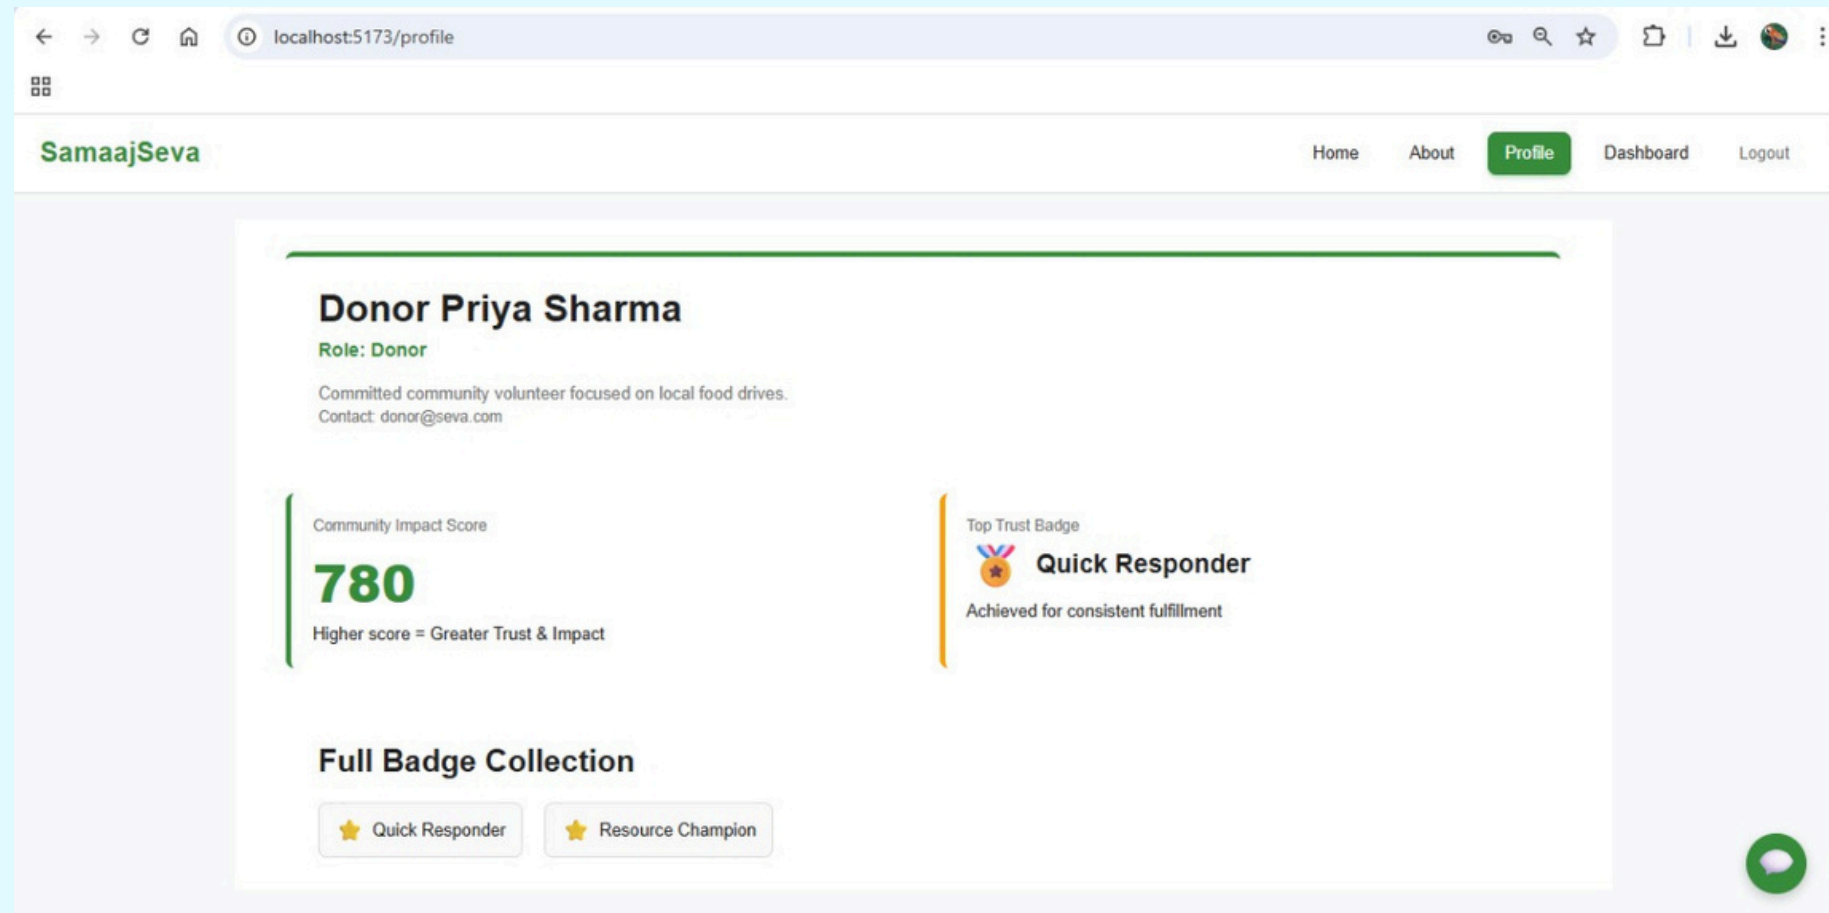 localhost:5173/profile
SamaajSeva
Home About Profile Dashboard Logout
Donor Priya Sharma
Role: Donor
Committed community volunteer focused on local food drives.
Contact: donor@seva.com
Community Impact Score
780
Higher score = Greater Trust & Impact
Top Trust Badge
Quick Responder
Achieved for consistent fulfillment
Full Badge Collection
Quick Responder
Resource Champion